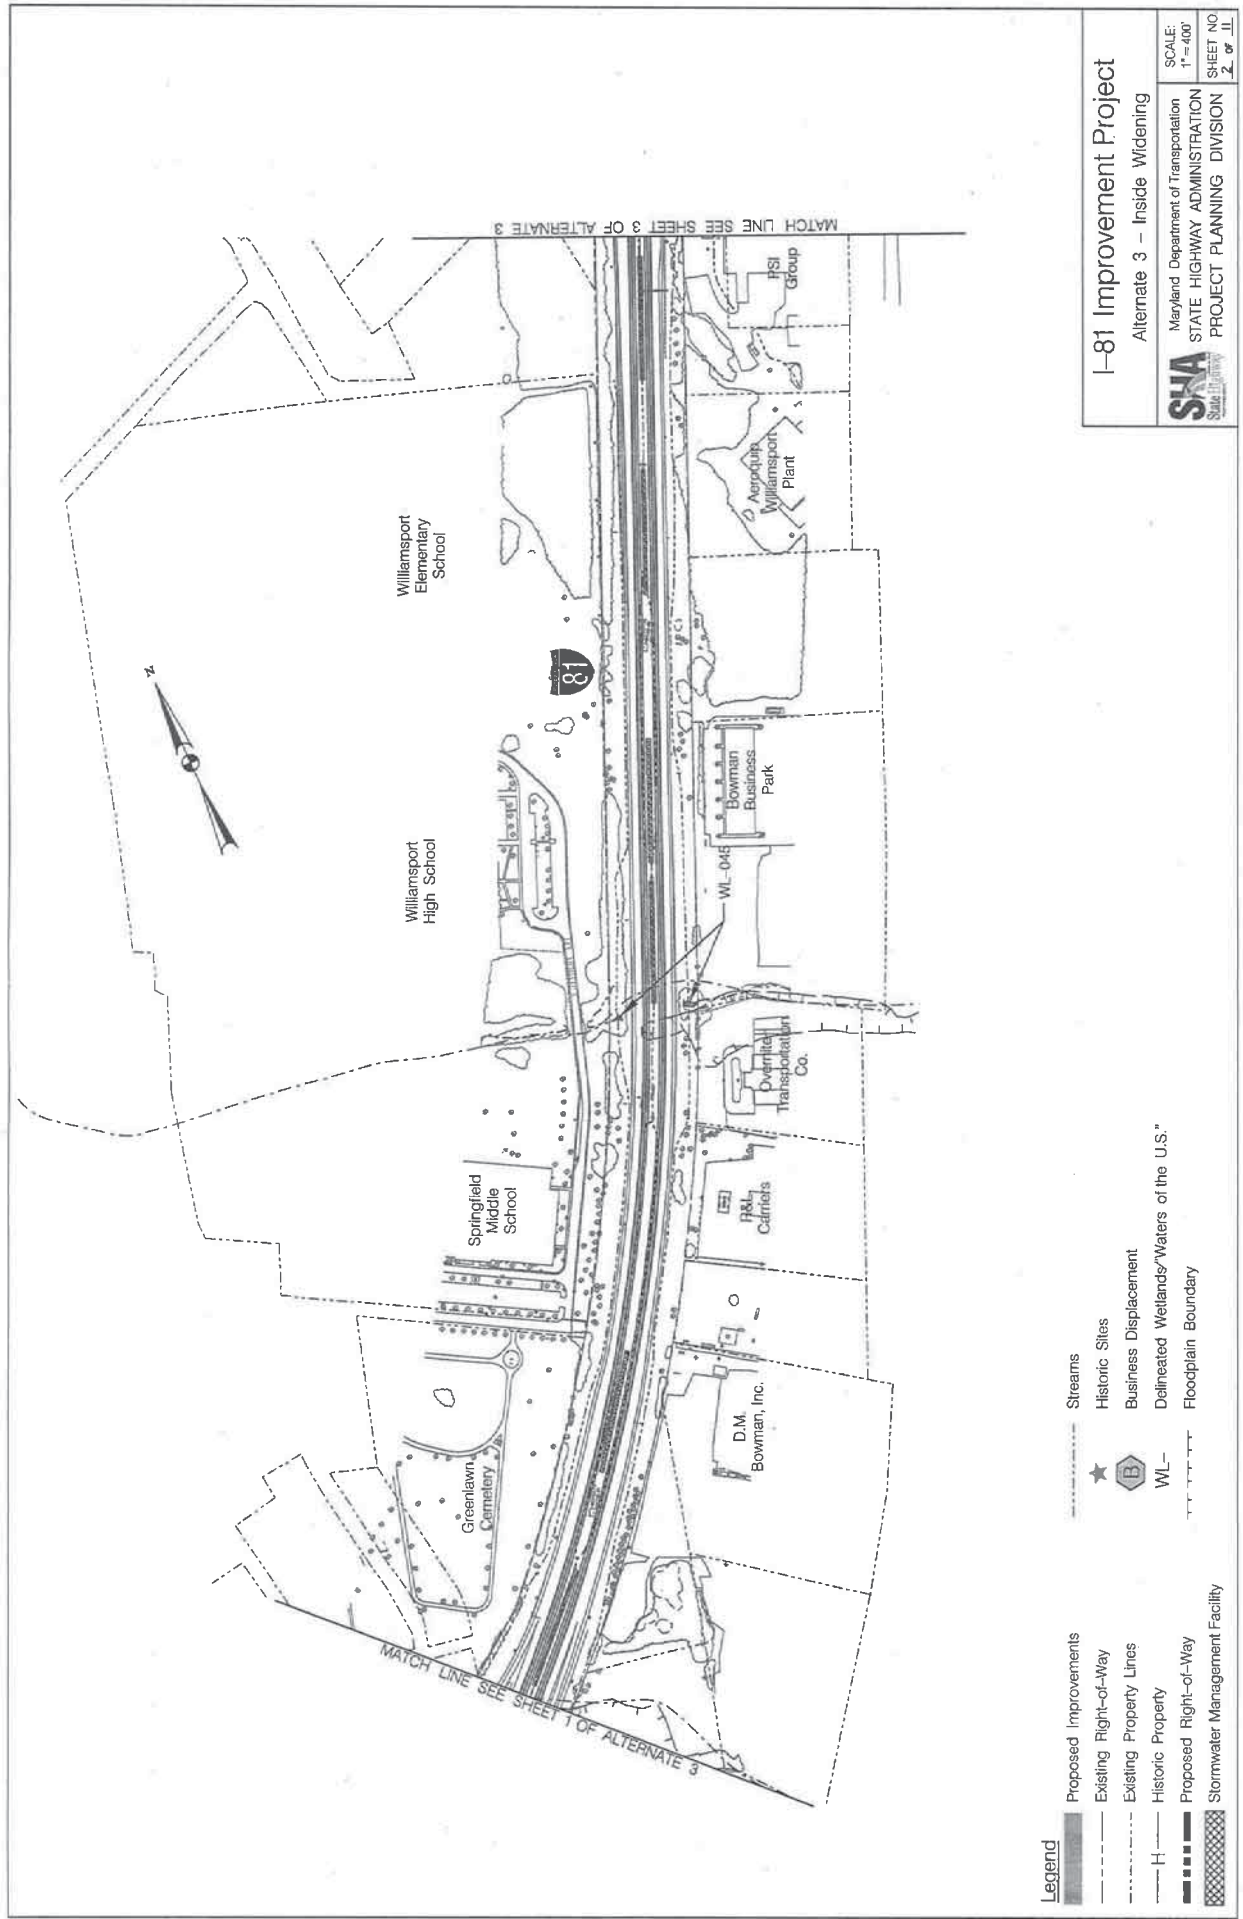 I-81 Improvement Project
Alternate 3 - Inside Widening
SHA
State Highway
Maryland Department of Transportation
STATE HIGHWAY ADMINISTRATION
PROJECT PLANNING DIVISION
SCALE:
1"=400'
SHEET NO.
2 OF 11
MATCH LINE SEE SHEET 1 OF ALTERNATE 3
Greenlawn
Cemetery
Springfield
Middle
School
Williamsport
High School
Williamsport
Elementary
School
N
81
MATCH LINE SEE SHEET 3 OF ALTERNATE 3
D.M.
Bowman, Inc.
R&L
Carriers
Overnite
Transportation
Co.
WL-045
Bowman
Business
Park
Aeroquip
Williamsport
Plant
PSI
Group
Legend
Proposed Improvements
Existing Right-of-Way
Existing Property Lines
H
Historic Property
Proposed Right-of-Way
Stormwater Management Facility
Streams
Historic Sites
B
Business Displacement
WL-
Delineated Wetlands/"Waters of the U.S."
Floodplain Boundary